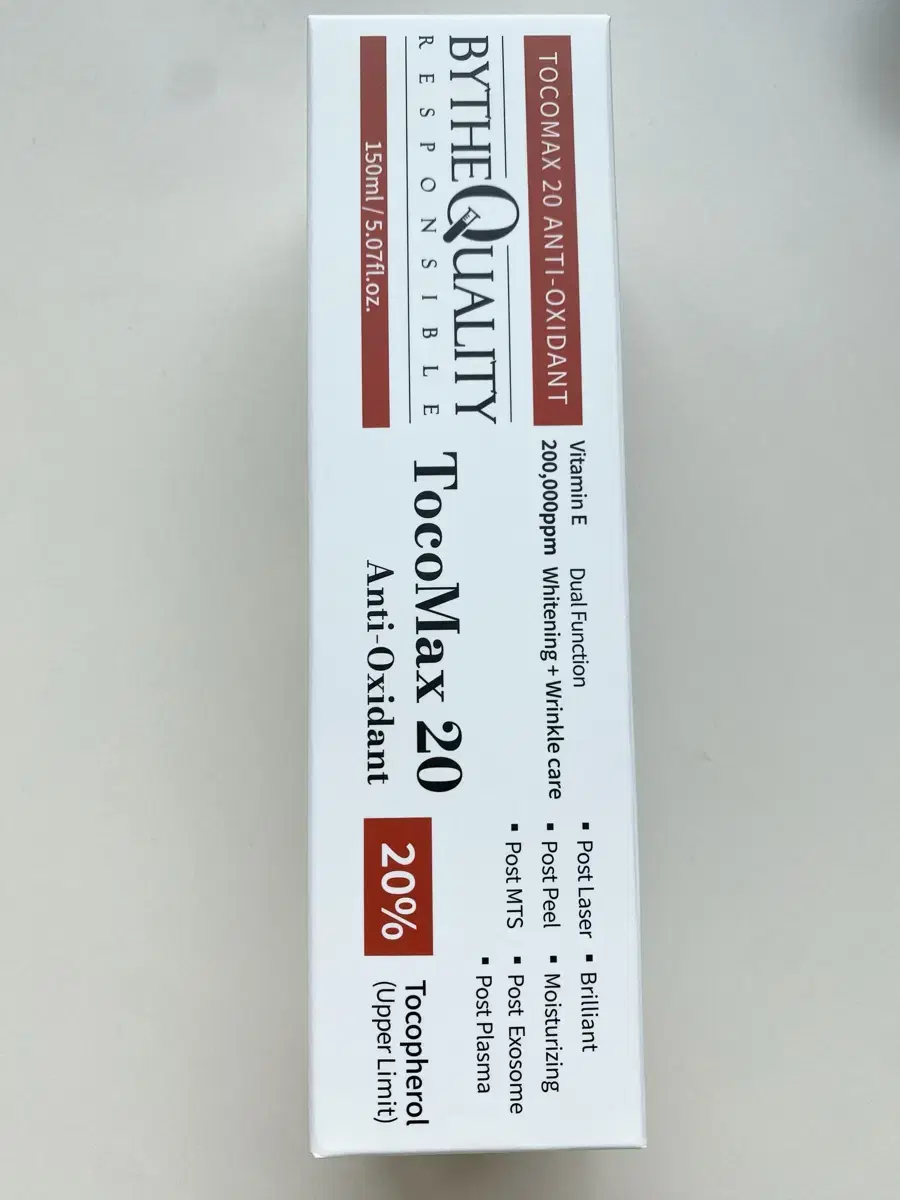 TOCOMAX 20 ANTI-OXIDANT
BYTHEQUALITY
RESPONSIBLE
150ml / 5.07fl.oz.
Vitamin E
200,000ppm
Dual Function
Whitening + Wrinkle care
TocoMax 20
Anti-Oxidant
▪ Post Laser
▪ Post Peel
▪ Post MTS
▪ Brilliant
▪ Moisturizing
▪ Post Exosome
▪ Post Plasma
20%
Tocopherol
(Upper Limit)